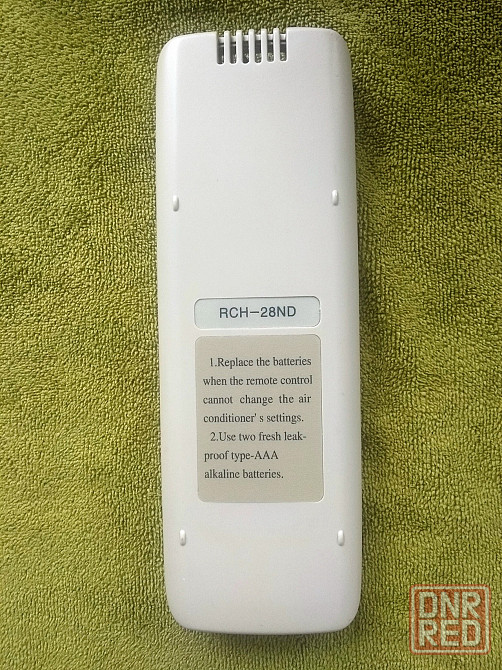 RCH-28ND
1.Replace the batteries
when the remote control
cannot change the air
conditioner's settings.
2.Use two fresh leak-
proof type-AAA
alkaline batteries.
DNR
RED